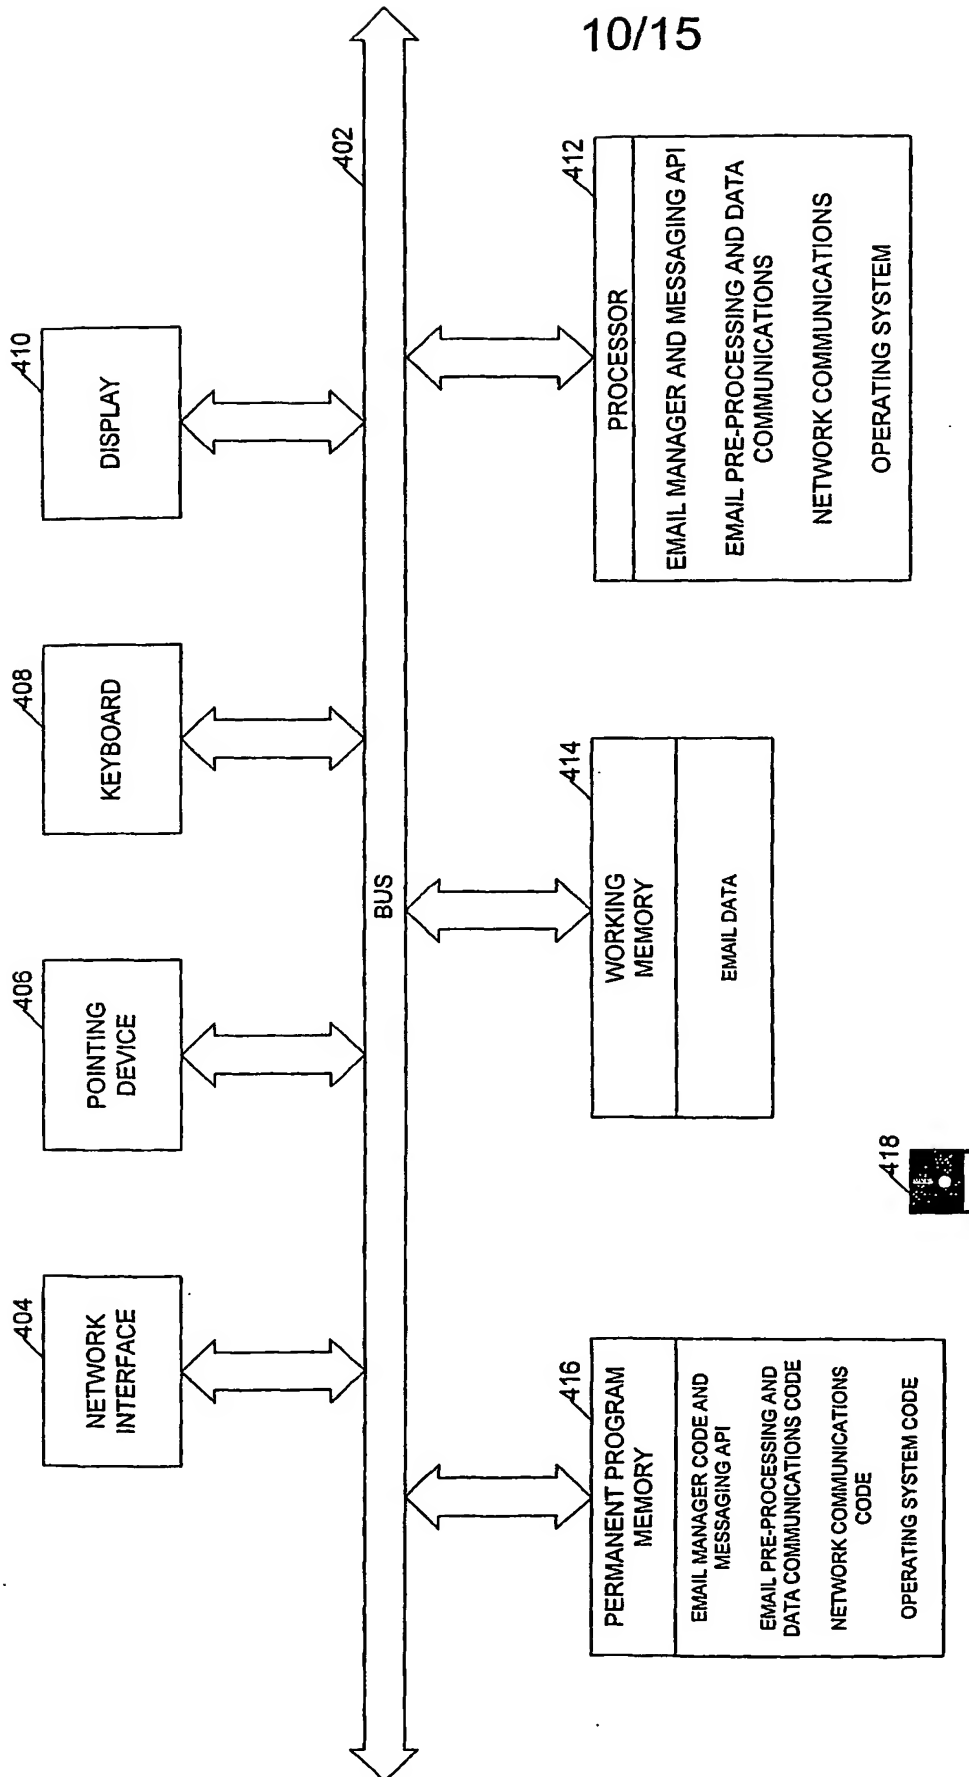 10/15
404
NETWORK
INTERFACE
406
POINTING
DEVICE
408
KEYBOARD
410
DISPLAY
BUS
402
416
PERMANENT PROGRAM
MEMORY
EMAIL MANAGER CODE AND
MESSAGING API
EMAIL PRE-PROCESSING AND
DATA COMMUNICATIONS CODE
NETWORK COMMUNICATIONS
CODE
OPERATING SYSTEM CODE
414
WORKING
MEMORY
EMAIL DATA
412
PROCESSOR
EMAIL MANAGER AND MESSAGING API
EMAIL PRE-PROCESSING AND DATA
COMMUNICATIONS
NETWORK COMMUNICATIONS
OPERATING SYSTEM
418